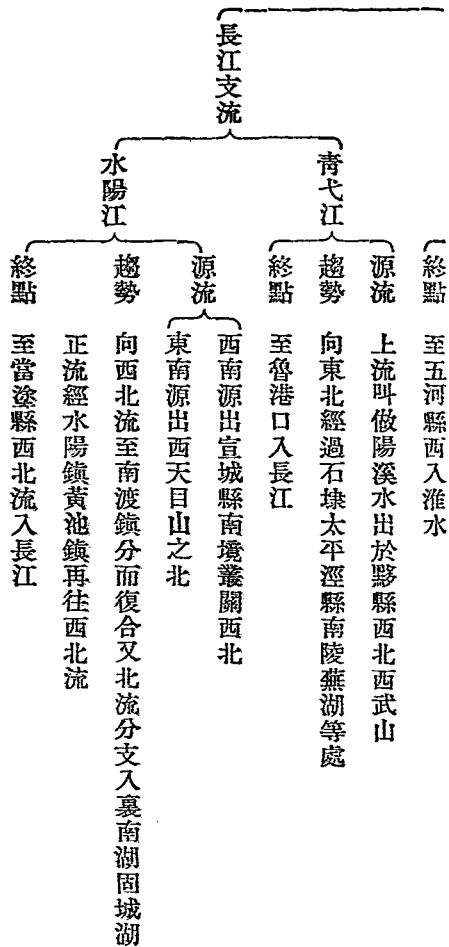 終點 至五河縣西入淮水
長江支流
青弋江
源流 上流叫做陽溪水出於黟縣西北西武山
趨勢 向東北經過石埭太平涇縣南陵蕪湖等處
終點 至魯港口入長江
水陽江
源流
西南源出宣城縣南境叢關西北
東南源出西天目山之北
趨勢 向西北流至南渡鎮分而復合又北流分支入裏南湖固城湖
正流經水陽鎮黃池鎮再往西北流
終點 至當塗縣西北流入長江